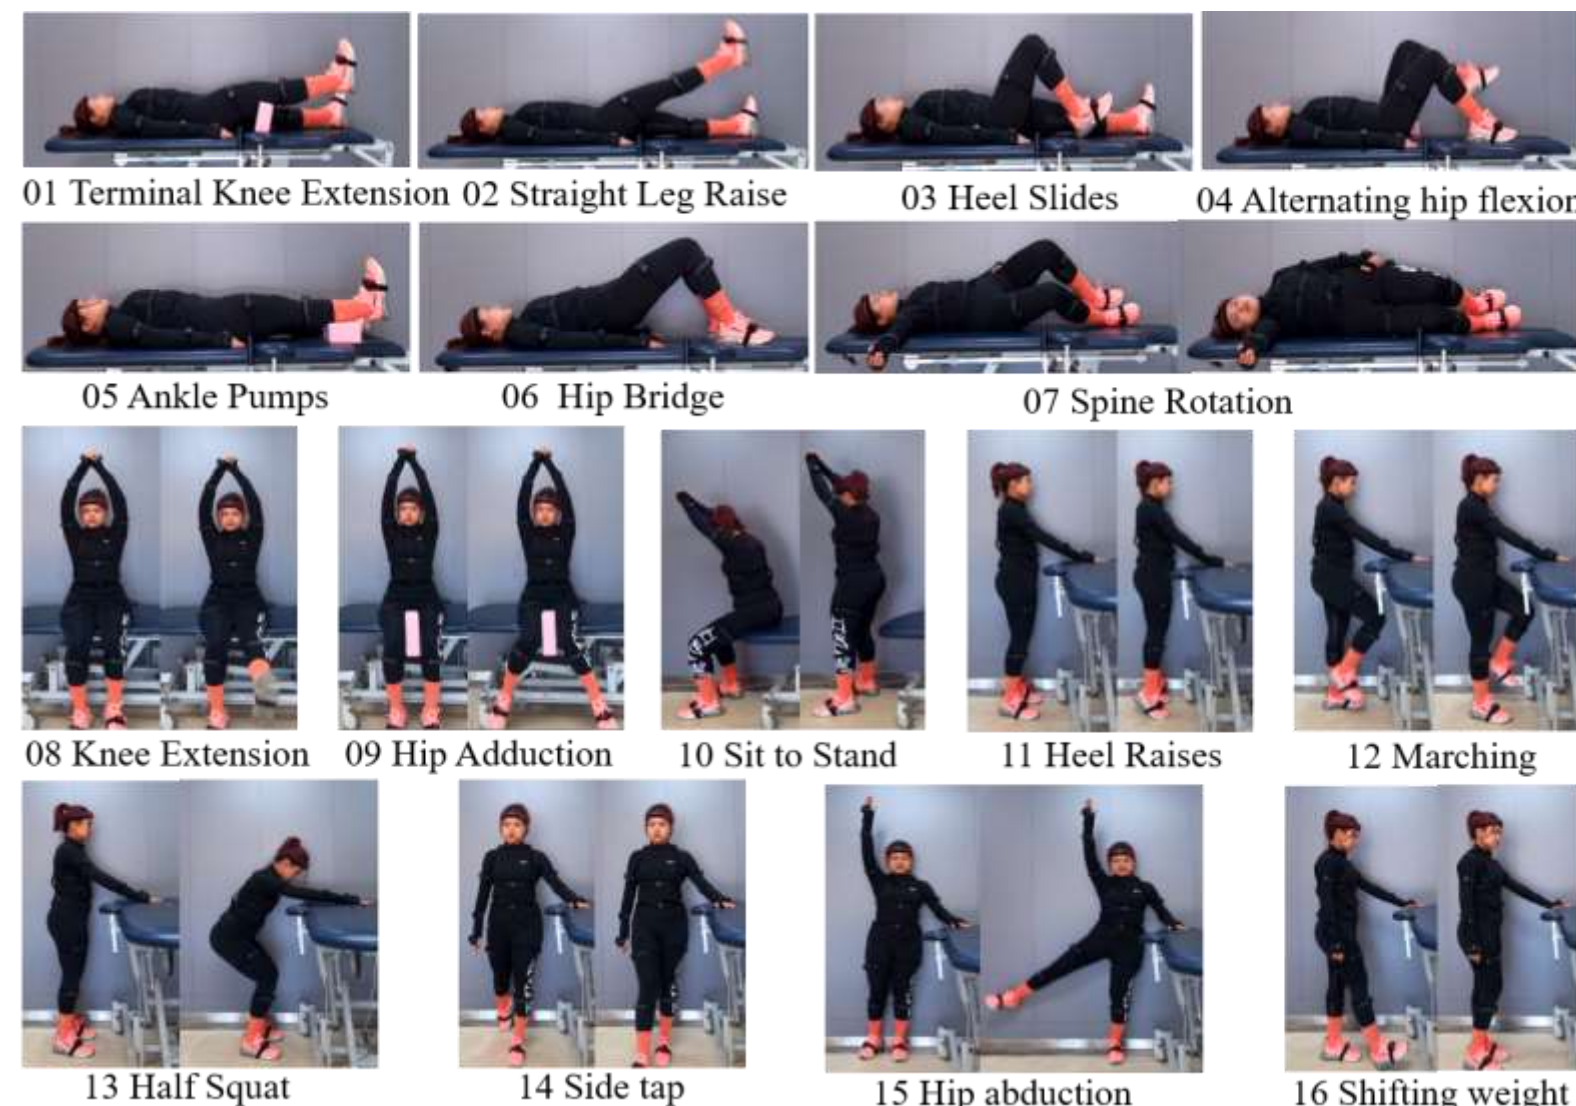 01 Terminal Knee Extension
02 Straight Leg Raise
03 Heel Slides
04 Alternating hip flexion
05 Ankle Pumps
06 Hip Bridge
07 Spine Rotation
08 Knee Extension
09 Hip Adduction
10 Sit to Stand
11 Heel Raises
12 Marching
13 Half Squat
14 Side tap
15 Hip abduction
16 Shifting weight